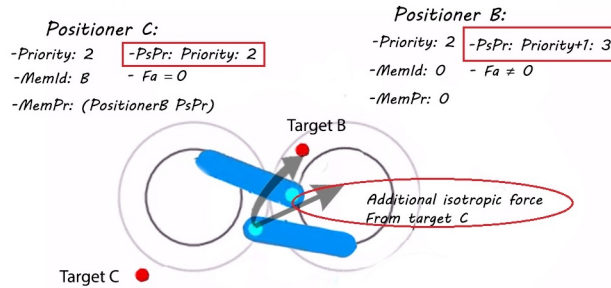 Positioner C:
-Priority: 2
-PsPr: Priority: 2
-MemId: B
- Fa = 0
-MemPr: (PositionerB PsPr)
Positioner B:
-Priority: 2
-PsPr: Priority+1: 3
-MemId: 0
- Fa ≠ 0
-MemPr: 0
Target B
Additional isotropic force
From target C
Target C